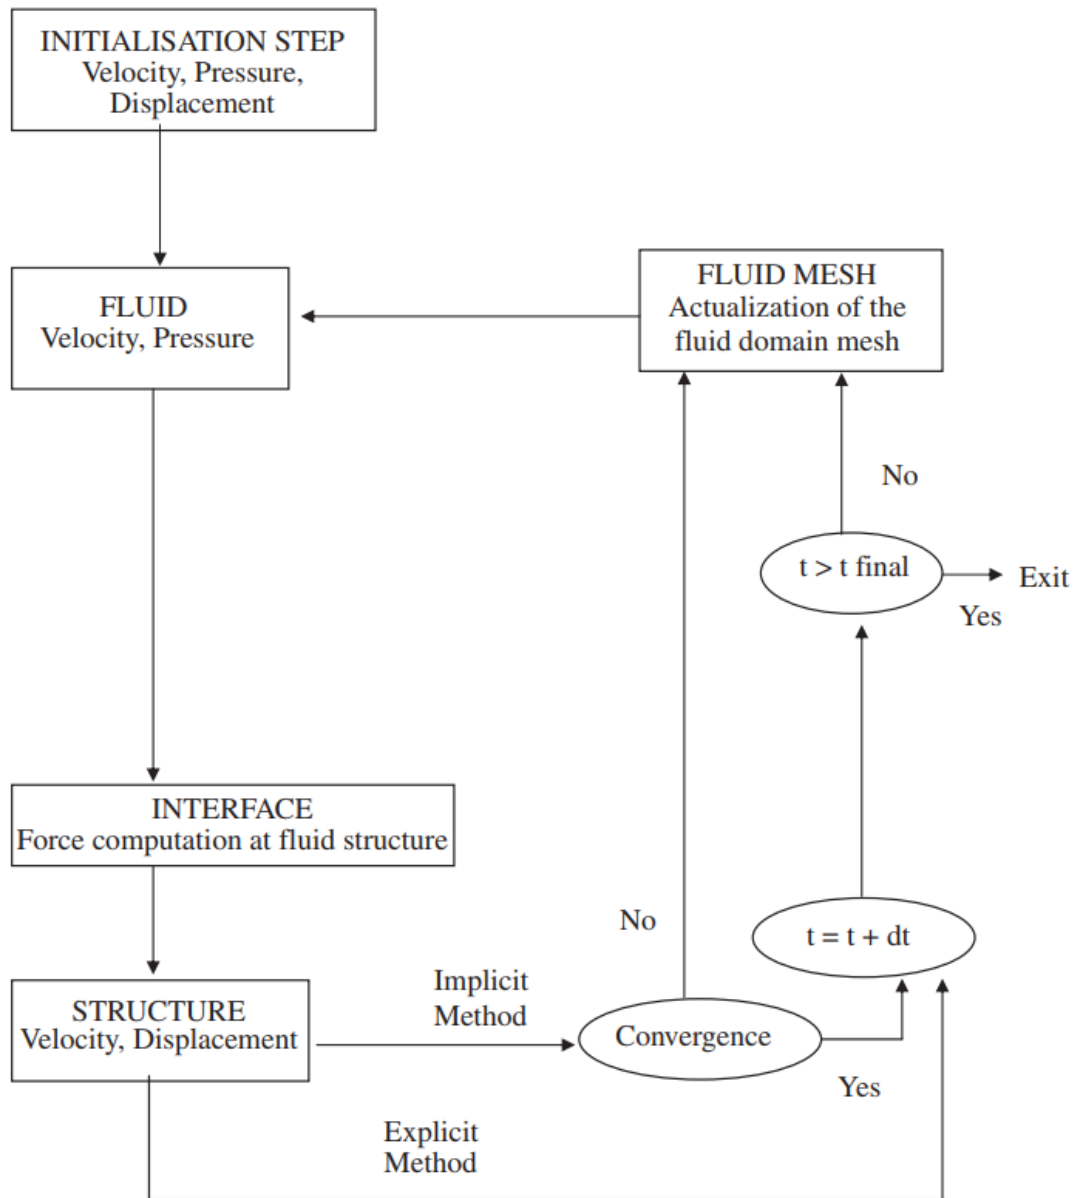 INITIALISATION STEP
Velocity, Pressure,
Displacement
FLUID
Velocity, Pressure
FLUID MESH
Actualization of the
fluid domain mesh
No
t > t final
Exit
Yes
INTERFACE
Force computation at fluid structure
No
t = t + dt
STRUCTURE
Velocity, Displacement
Implicit
Method
Convergence
Yes
Explicit
Method